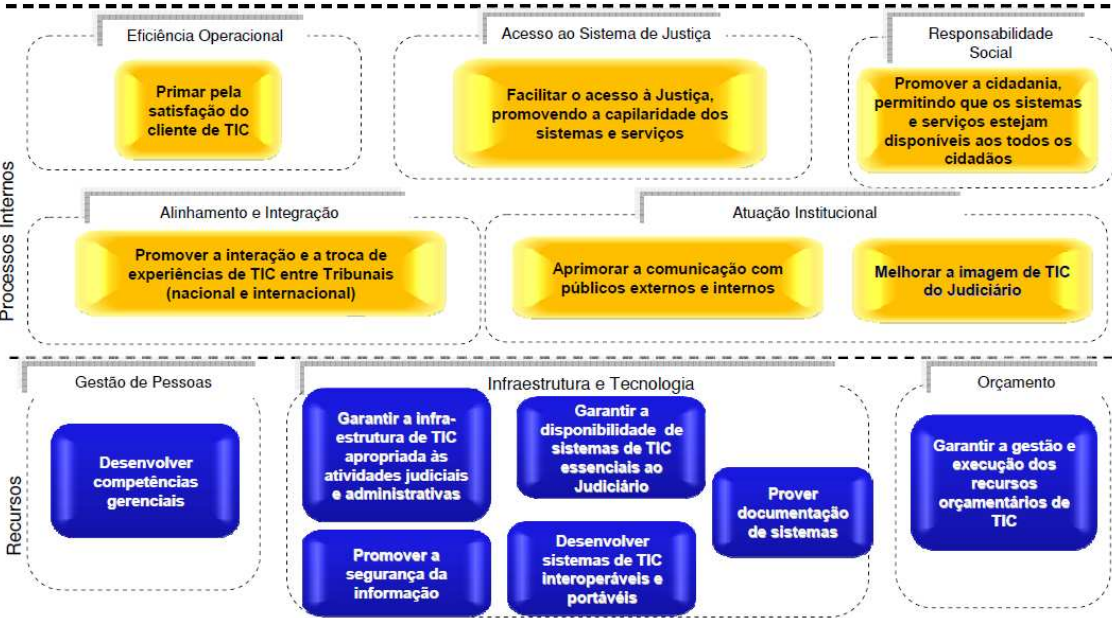 Processos Internos
Eficiência Operacional
Primar pela
satisfação do
cliente de TIC
Acesso ao Sistema de Justiça
Facilitar o acesso à Justiça,
promovendo a capilaridade dos
sistemas e serviços
Responsabilidade
Social
Promover a cidadania,
permitindo que os sistemas
e serviços estejam
disponíveis aos todos os
cidadãos
Alinhamento e Integração
Promover a interação e a troca de
experiências de TIC entre Tribunais
(nacional e internacional)
Atuação Institucional
Aprimorar a comunicação com
públicos externos e internos
Melhorar a imagem de TIC
do Judiciário
Recursos
Gestão de Pessoas
Desenvolver
competências
gerenciais
Infraestrutura e Tecnologia
Garantir a infra-
estrutura de TIC
apropriada às
atividades judiciais
e administrativas
Garantir a
disponibilidade de
sistemas de TIC
essenciais ao
Judiciário
Prover
documentação
de sistemas
Promover a
segurança da
informação
Desenvolver
sistemas de TIC
interoperáveis e
portávéis
Orçamento
Garantir a gestão e
execução dos
recursos
orçamentários de
TIC